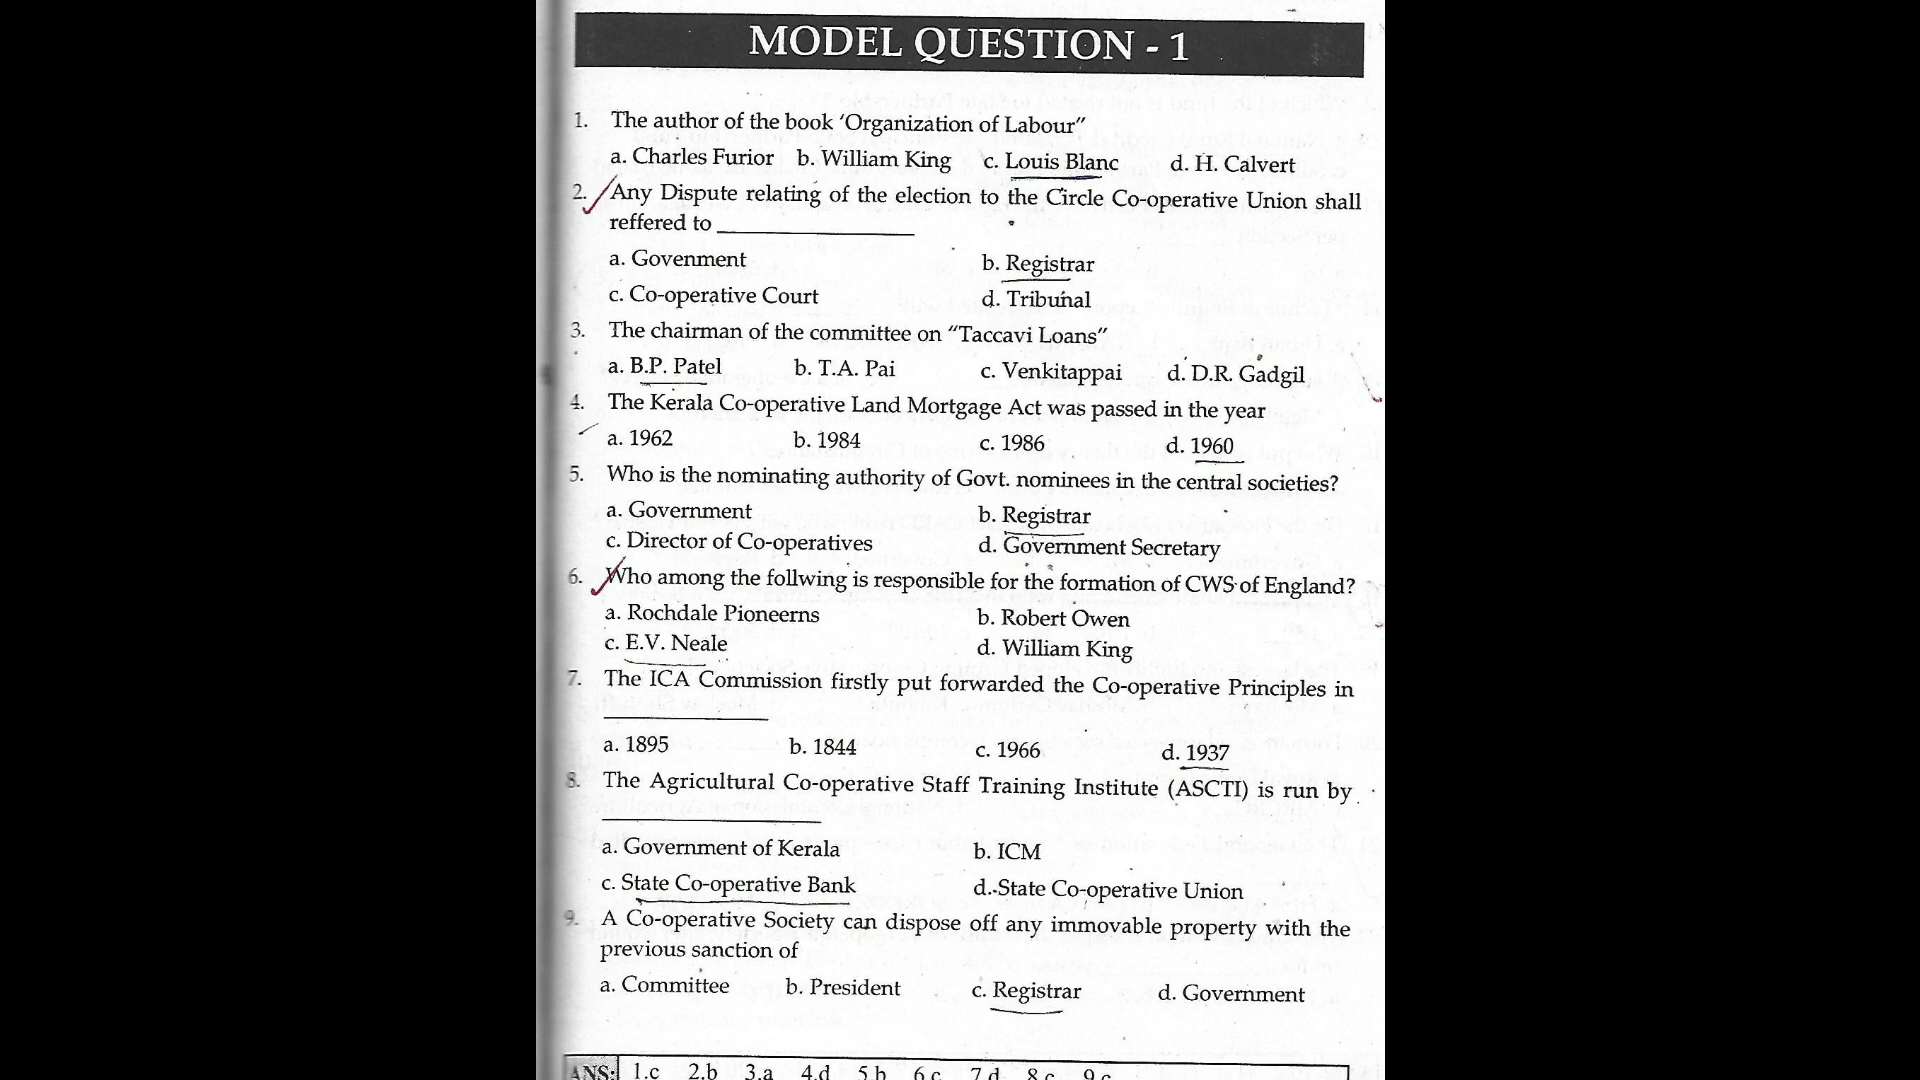 MODEL QUESTION - 1
1. The author of the book 'Organization of Labour"
a. Charles Furior b. William King c. Louis Blanc d. H. Calvert
2. Any Dispute relating of the election to the Circle Co-operative Union shall
reffered to ____________
a. Govenment b. Registrar
c. Co-operative Court d. Tribunal
3. The chairman of the committee on "Taccavi Loans"
a. B.P. Patel b. T.A. Pai c. Venkitappai d. D.R. Gadgil
4. The Kerala Co-operative Land Mortgage Act was passed in the year
a. 1962 b. 1984 c. 1986 d. 1960
5. Who is the nominating authority of Govt. nominees in the central societies?
a. Government b. Registrar
c. Director of Co-operatives d. Government Secretary
6. Who among the follwing is responsible for the formation of CWS of England?
a. Rochdale Pioneerns b. Robert Owen
c. E.V. Neale d. William King
7. The ICA Commission firstly put forwarded the Co-operative Principles in
____________
a. 1895 b. 1844 c. 1966 d. 1937
8. The Agricultural Co-operative Staff Training Institute (ASCTI) is run by
____________
a. Government of Kerala b. ICM
c. State Co-operative Bank d. State Co-operative Union
9. A Co-operative Society can dispose off any immovable property with the
previous sanction of
a. Committee b. President c. Registrar d. Government
ANS: 1.c 2.b 3.a 4.d 5.b 6.c 7.d 8.c 9.c